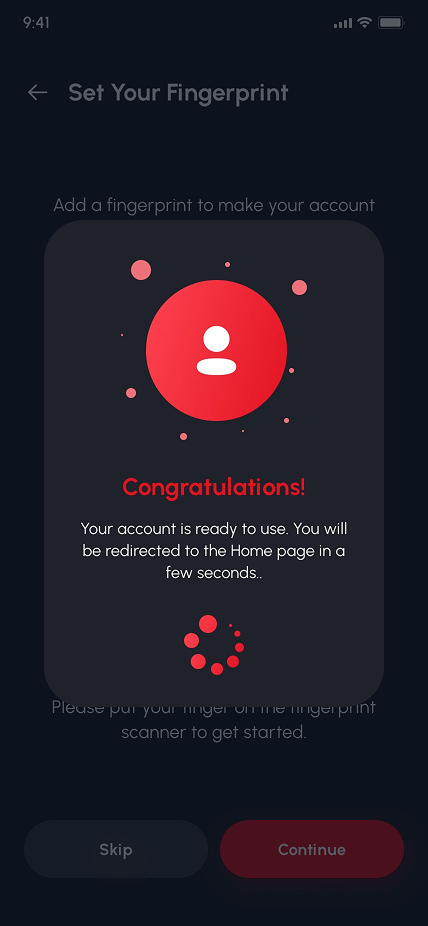 9:41
Set Your Fingerprint
Add a fingerprint to make your account
Congratulations!
Your account is ready to use. You will
be redirected to the Home page in a
few seconds..
Please put your finger on the fingerprint
scanner to get started.
Skip
Continue